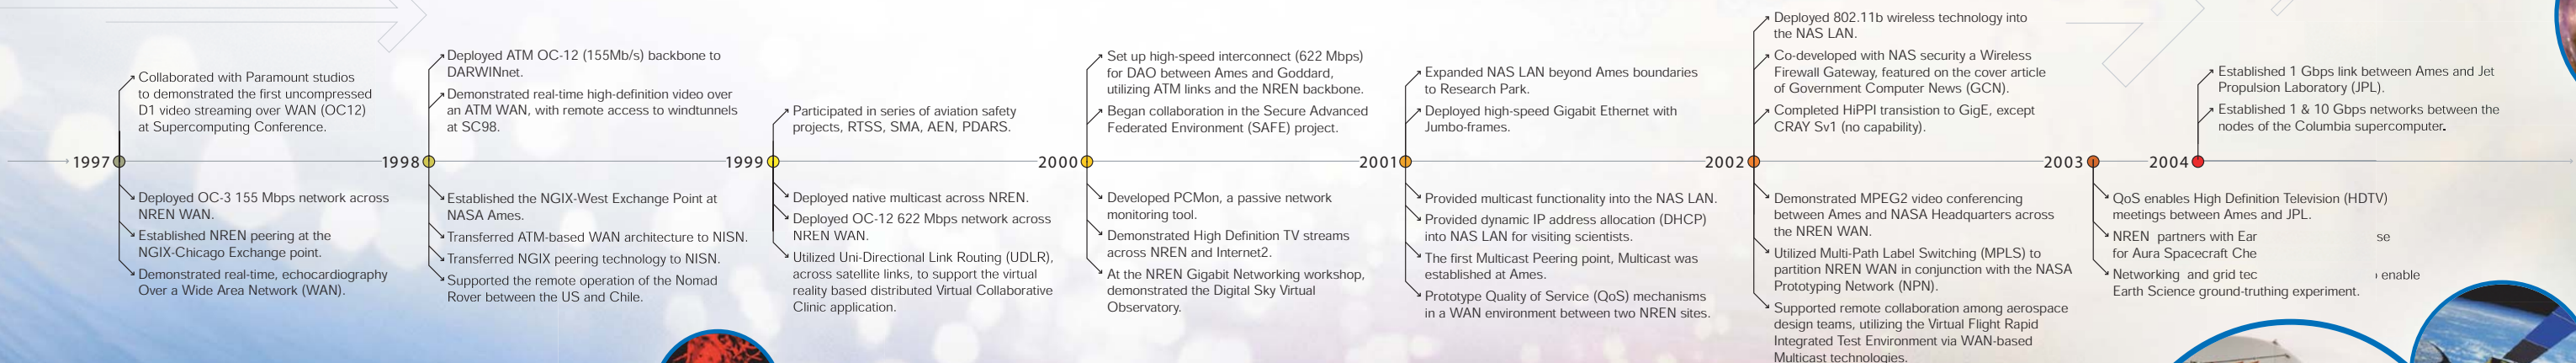 1997
Collaborated with Paramount studios
to demonstrated the first uncompressed
D1 video streaming over WAN (OC12)
at Supercomputing Conference.
Deployed OC-3 155 Mbps network across
NREN WAN.
Established NREN peering at the
NGIX-Chicago Exchange point.
Demonstrated real-time, echocardiography
Over a Wide Area Network (WAN).
1998
Deployed ATM OC-12 (155Mb/s) backbone to
DARWINnet.
Demonstrated real-time high-definition video over
an ATM WAN, with remote access to windtunnels
at SC98.
Established the NGIX-West Exchange Point at
NASA Ames.
Transferred ATM-based WAN architecture to NISN.
Transferred NGIX peering technology to NISN.
Supported the remote operation of the Nomad
Rover between the US and Chile.
1999
Participated in series of aviation safety
projects, RTSS, SMA, AEN, PDARS.
Deployed native multicast across NREN.
Deployed OC-12 622 Mbps network across
NREN WAN.
Utilized Uni-Directional Link Routing (UDLR),
across satellite links, to support the virtual
reality based distributed Virtual Collaborative
Clinic application.
2000
Set up high-speed interconnect (622 Mbps)
for DAO between Ames and Goddard,
utilizing ATM links and the NREN backbone.
Began collaboration in the Secure Advanced
Federated Environment (SAFE) project.
Developed PCMon, a passive network
monitoring tool.
Demonstrated High Definition TV streams
across NREN and Internet2.
At the NREN Gigabit Networking workshop,
demonstrated the Digital Sky Virtual
Observatory.
2001
Expanded NAS LAN beyond Ames boundaries
to Research Park.
Deployed high-speed Gigabit Ethernet with
Jumbo-frames.
Provided multicast functionality into the NAS LAN.
Provided dynamic IP address allocation (DHCP)
into NAS LAN for visiting scientists.
The first Multicast Peering point, Multicast was
established at Ames.
Prototype Quality of Service (QoS) mechanisms
in a WAN environment between two NREN sites.
2002
Deployed 802.11b wireless technology into
the NAS LAN.
Co-developed with NAS security a Wireless
Firewall Gateway, featured on the cover article
of Government Computer News (GCN).
Completed HiPPI transistion to GigE, except
CRAY Sv1 (no capability).
Demonstrated MPEG2 video conferencing
between Ames and NASA Headquarters across
the NREN WAN.
Utilized Multi-Path Label Switching (MPLS) to
partition NREN WAN in conjunction with the NASA
Prototyping Network (NPN).
Supported remote collaboration among aerospace
design teams, utilizing the Virtual Flight Rapid
Integrated Test Environment via WAN-based
Multicast technologies.
2003
QoS enables High Definition Television (HDTV)
meetings between Ames and JPL.
NREN partners with Ear se
for Aura Spacecraft Che
Networking and grid tec enable
Earth Science ground-truthing experiment.
2004
Established 1 Gbps link between Ames and Jet
Propulsion Laboratory (JPL).
Established 1 & 10 Gbps networks between the
nodes of the Columbia supercomputer.